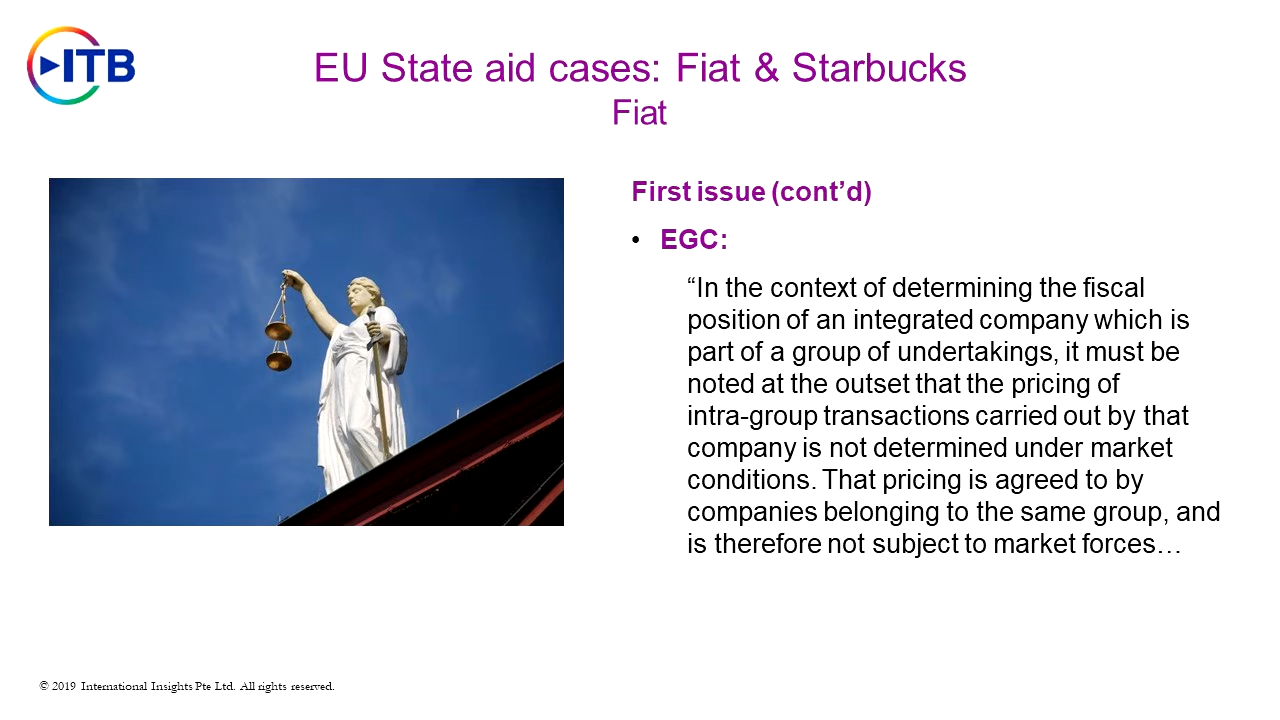 ITB
EU State aid cases: Fiat & Starbucks
Fiat
First issue (cont’d)
• EGC:
“In the context of determining the fiscal
position of an integrated company which is
part of a group of undertakings, it must be
noted at the outset that the pricing of
intra-group transactions carried out by that
company is not determined under market
conditions. That pricing is agreed to by
companies belonging to the same group, and
is therefore not subject to market forces…
© 2019 International Insights Pte Ltd. All rights reserved.